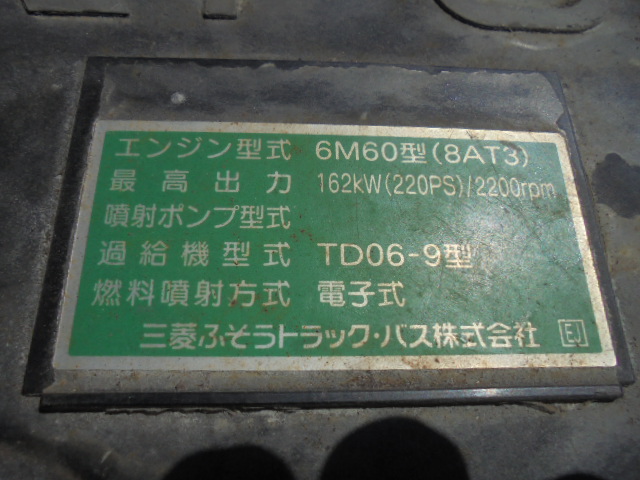 エンジン型式 6M60型(8AT3)
最高出力 162kW(220PS)/2200rpm
噴射ポンプ型式
過給機型式 TD06-9型
燃料噴射方式 電子式
三菱ふそうトラック・バス株式会社 EJ